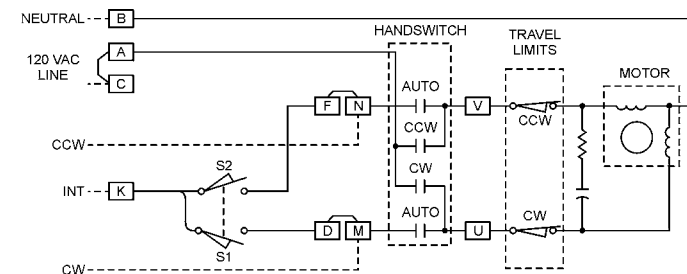 NEUTRAL B
HANDSWITCH
TRAVEL
LIMITS
A
120 VAC
LINE
C
MOTOR
AUTO
F N V
CCW
CCW
CCW
S2
CW
INT K
AUTO
CW
D M U
S1
CW